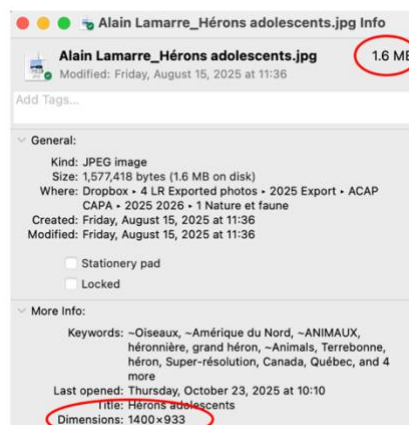 Alain Lamarre_Hérons adolescents.jpg Info
Alain Lamarre_Hérons adolescents.jpg 1.6 MB
Modified: Friday, August 15, 2025 at 11:36
Add Tags...
General:
Kind: JPEG image
Size: 1,577,418 bytes (1.6 MB on disk)
Where: Dropbox ▸ 4 LR Exported photos ▸ 2025 Export ▸ ACAP
CAPA ▸ 2025 2026 ▸ 1 Nature et faune
Created: Friday, August 15, 2025 at 11:36
Modified: Friday, August 15, 2025 at 11:36
Stationery pad
Locked
More Info:
Keywords: ~Oiseaux, ~Amérique du Nord, ~ANIMAUX,
héronnière, grand héron, ~Animals, Terrebonne,
héron, Super-résolution, Canada, Québec, and 4
more
Last opened: Thursday, October 23, 2025 at 10:10
Title: Hérons adolescents
Dimensions: 1400×933